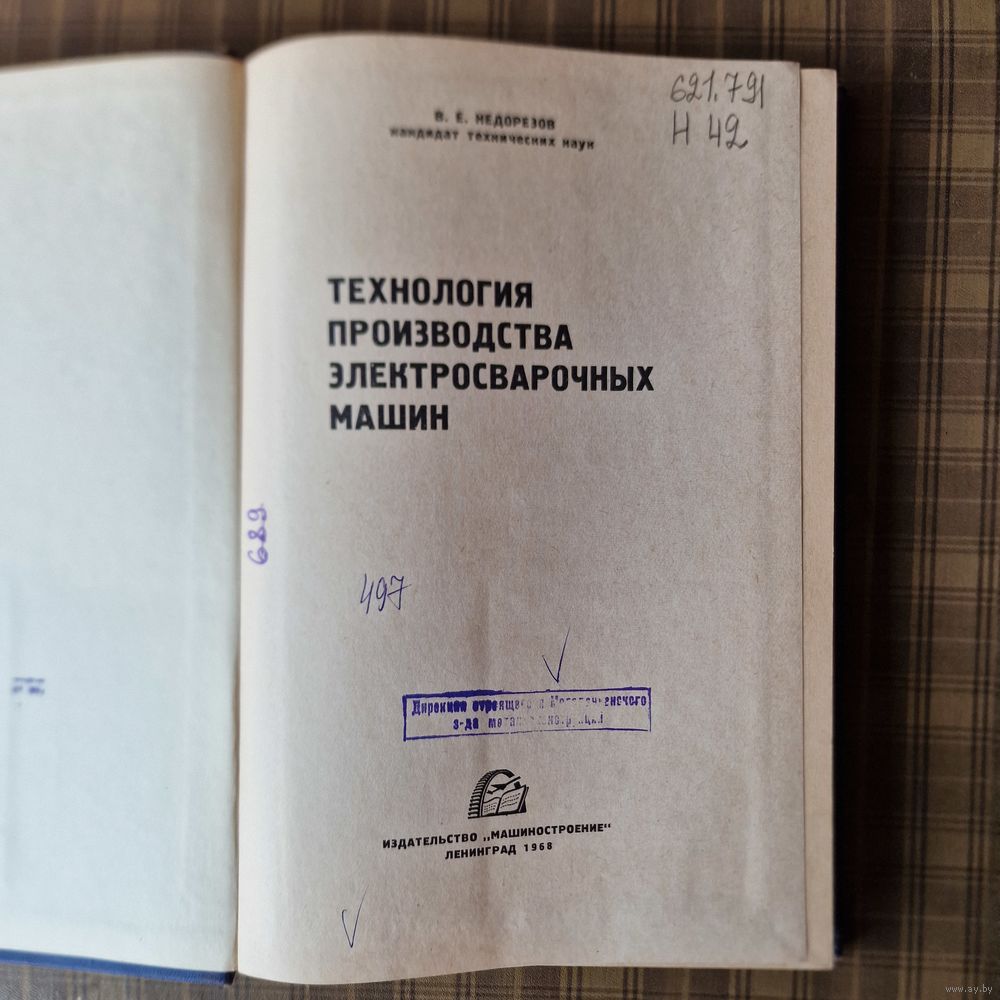 В. Е. НЕДОРЕЗОВ
кандидат технических наук
621.791
Н 42
ТЕХНОЛОГИЯ
ПРОИЗВОДСТВА
ЭЛЕКТРОСВАРОЧНЫХ
МАШИН
689
497
Дирекция
з-да
ИЗДАТЕЛЬСТВО „МАШИНОСТРОЕНИЕ“
ЛЕНИНГРАД 1968
www.ay.by